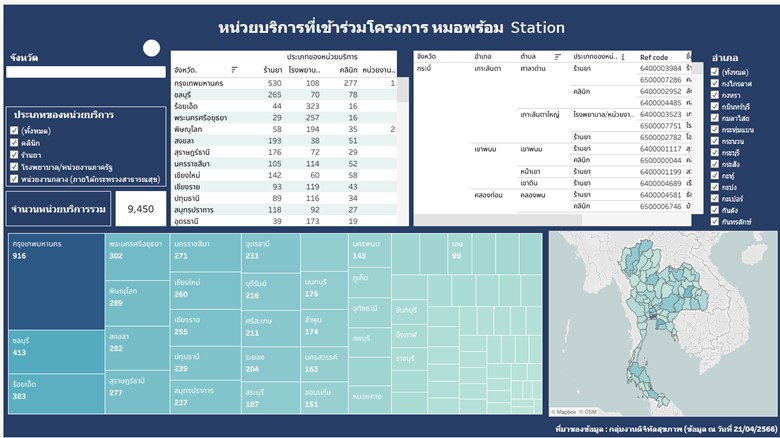 หน่วยบริการที่เข้าร่วมโครงการ หมอพร้อม Station
จังหวัด
ประเภทของหน่วยบริการ
(ทั้งหมด)
คลินิก
ร้านยา
โรงพยาบาล/หน่วยงานภาครัฐ
หน่วยงานกลาง (ภายใต้กระทรวงสาธารณสุข)
จำนวนหน่วยบริการรวม 9,450
ประเภทของหน่วยบริการ
จังหวัด. ร้านยา โรงพยาบ.. คลินิก หน่วยงาน..
กรุงเทพมหานคร 530 108 277 1
ชลบุรี 265 70 78
ร้อยเอ็ด 44 323 16
พระนครศรีอยุธยา 29 257 16
พิษณุโลก 58 194 35 2
สงขลา 193 38 51
สุราษฎร์ธานี 176 72 29
นครราชสีมา 105 114 52
เชียงใหม่ 142 60 58
เชียงราย 93 119 43
ปทุมธานี 89 116 34
สมุทรปราการ 118 92 27
อุดรธานี 39 173 19
จังหวัด อำเภอ ตำบล ประเภทของหน่.. Ref code
กระบี่ เกาะลันตา ศาลาด่าน ร้านยา 6400003984
6500007286
คลินิก 6400002952
6400004485
เกาะลันตาใหญ่ โรงพยาบาล/หน่วยงา.. 6400003523
6500007751
ร้านยา 6400002782
เขาพนม เขาพนม ร้านยา 6400001117
คลินิก 6500000044
หน้าเขา ร้านยา 6400001199
เขาดิน ร้านยา 6400004689
คลองท่อม คลองพน ร้านยา 6400004581
คลินิก 6500006746
อำเภอ
(ทั้งหมด)
กงไกรลาศ
กงหรา
กบินทร์บุรี
กมลาไสย
กระทุ่มแบน
กระนวน
กระบุรี
กระสัง
กะทู้
กะปง
กะเปอร์
กันตัง
กันทรลักษ์
กรุงเทพมหานคร
916
ชลบุรี
413
ร้อยเอ็ด
383
พระนครศรีอยุธยา
302
พิษณุโลก
289
สงขลา
282
สุราษฎร์ธานี
277
นครราชสีมา
271
เชียงใหม่
260
เชียงราย
255
ปทุมธานี
239
สมุทรปราการ
237
อุดรธานี
231
บุรีรัมย์
216
ศรีสะเกษ
211
ระยอง
204
สระบุรี
187
นนทบุรี
176
ลำพูน
174
นครสวรรค์
163
ขอนแก่น
151
นครพนม
143
ภูเก็ต
อุทัยธานี
ลพบุรี
หนองคาย
จันทบุรี
บึงกาฬ
ราชบุรี
เลย
99
© Mapbox © OSM
ที่มาของข้อมูล : กลุ่มงานดิจิทัลสุขภาพ (ข้อมูล ณ วันที่ 21/04/2566)